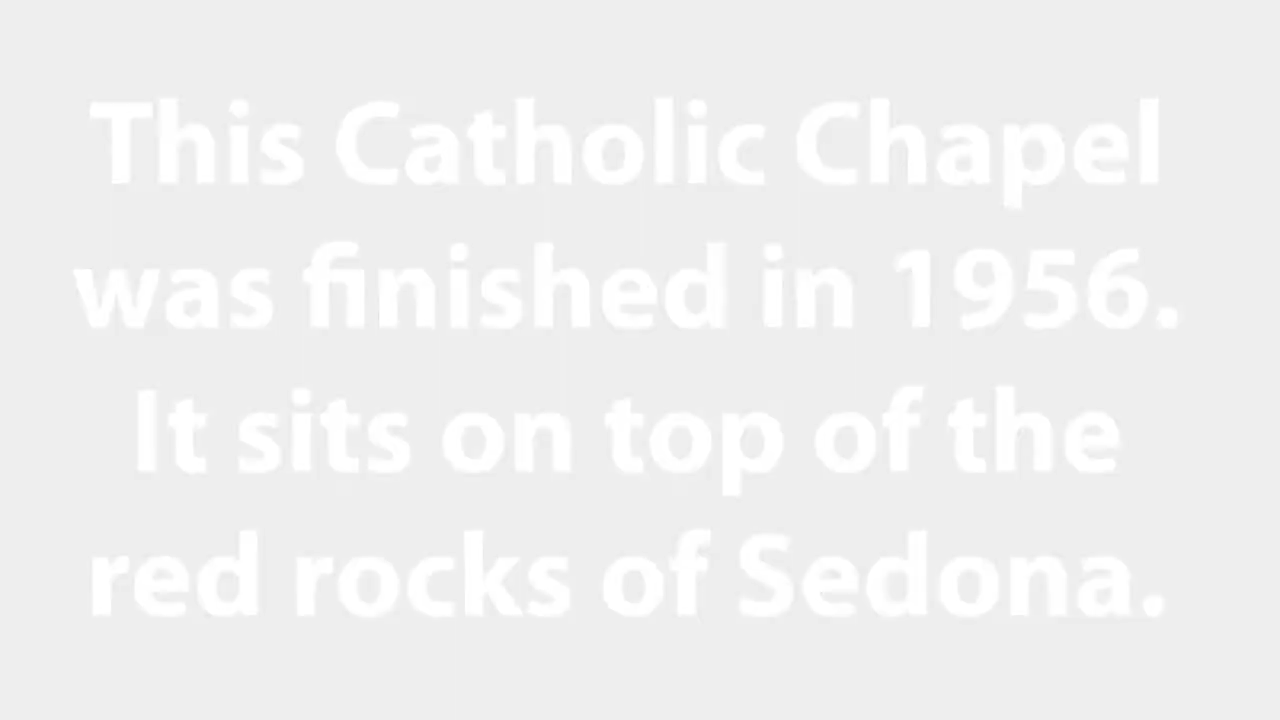 This Catholic Chapel
was finished in 1956.
It sits on top of the
red rocks of Sedona.